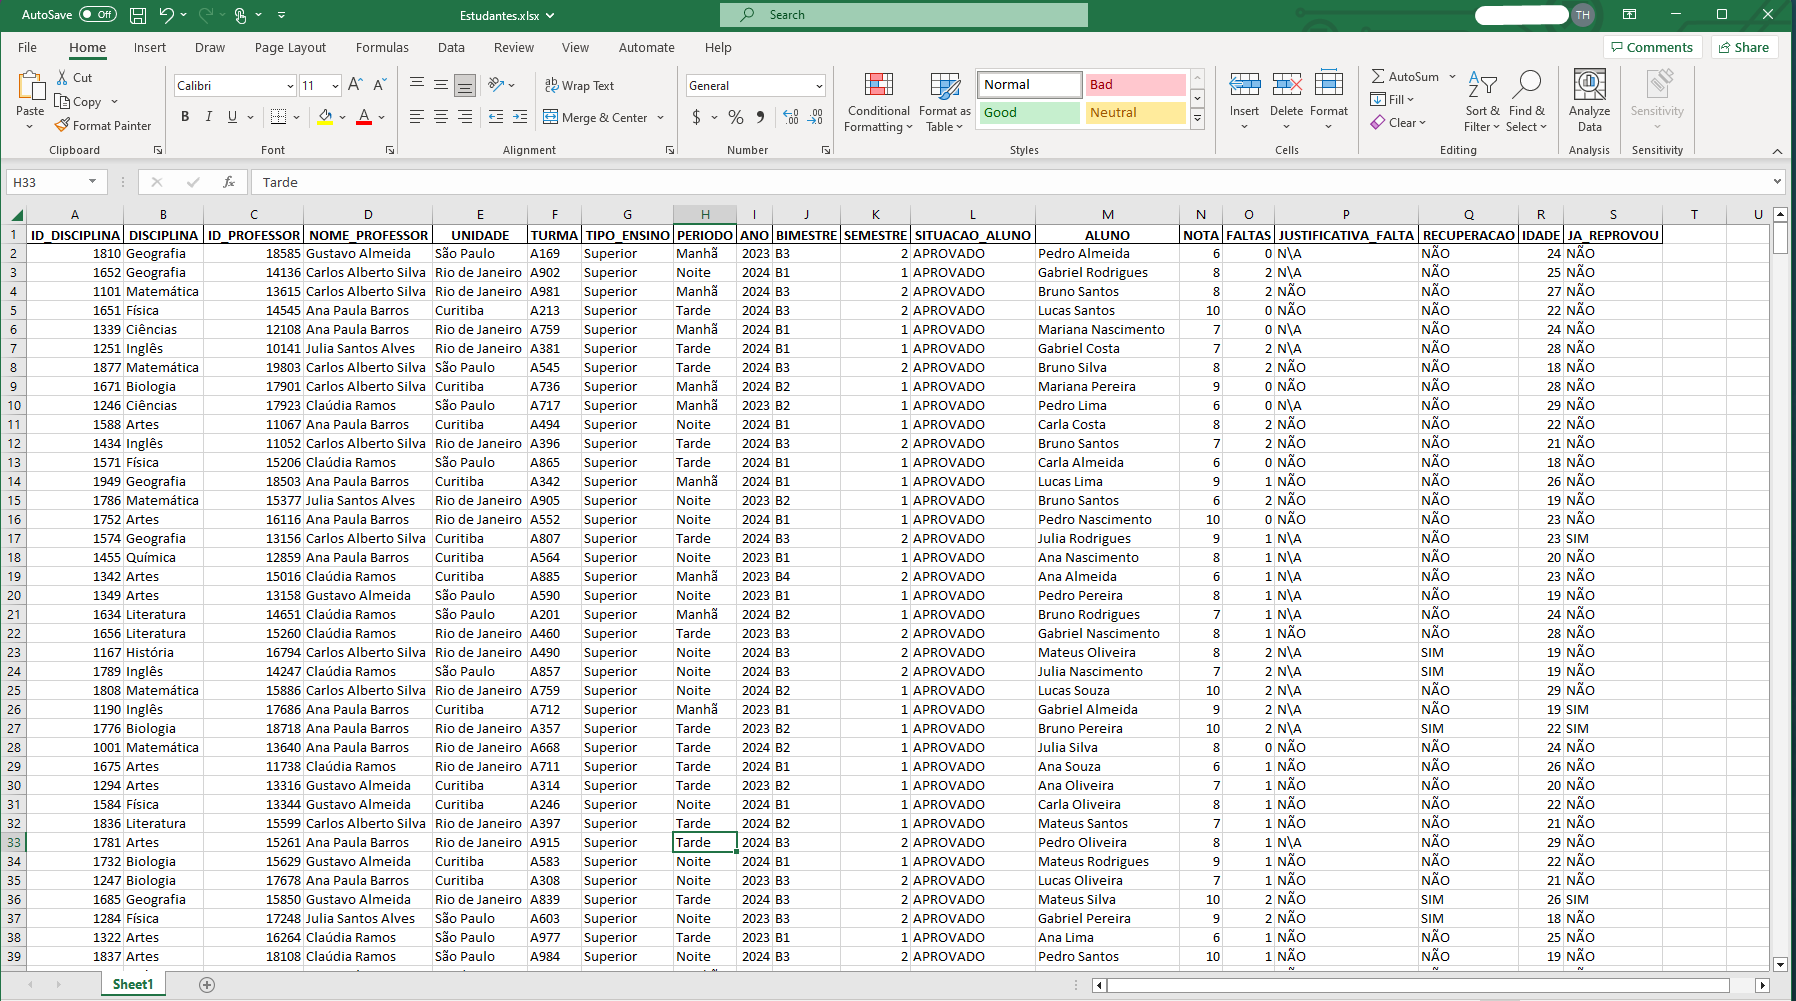 AutoSave Off Estudantes.xlsx Search TH
File Home Insert Draw Page Layout Formulas Data Review View Automate Help Comments Share
Paste Cut Copy Format Painter Clipboard
Calibri 11 A A B I U A Font
ab Wrap Text Merge & Center Alignment
General $ % Number
Conditional Formatting Format as Table Normal Bad Good Neutral Styles
Insert Delete Format Cells
AutoSum Fill Clear Sort & Filter Find & Select Editing
Analyze Data Analysis
Sensitivity Sensitivity
H33 fx Tarde
A B C D E F G H I J K L M N O P Q R S T U
1 ID_DISCIPLINA DISCIPLINA ID_PROFESSOR NOME_PROFESSOR UNIDADE TURMA TIPO_ENSINO PERIODO ANO BIMESTRE SEMESTRE SITUACAO_ALUNO ALUNO NOTA FALTAS JUSTIFICATIVA_FALTA RECUPERACAO IDADE JA_REPROVOU
2 1810 Geografia 18585 Gustavo Almeida São Paulo A169 Superior Manhã 2023 B3 2 APROVADO Pedro Almeida 6 0 N\A NÃO 24 NÃO
3 1652 Geografia 14136 Carlos Alberto Silva Rio de Janeiro A902 Superior Noite 2024 B1 1 APROVADO Gabriel Rodrigues 8 2 N\A NÃO 25 NÃO
4 1101 Matemática 13615 Carlos Alberto Silva Rio de Janeiro A981 Superior Manhã 2024 B3 2 APROVADO Bruno Santos 8 2 NÃO NÃO 27 NÃO
5 1651 Física 14545 Ana Paula Barros Curitiba A213 Superior Tarde 2024 B3 2 APROVADO Lucas Santos 10 0 NÃO NÃO 22 NÃO
6 1339 Ciências 12108 Ana Paula Barros Rio de Janeiro A759 Superior Manhã 2024 B1 1 APROVADO Mariana Nascimento 7 0 N\A NÃO 24 NÃO
7 1251 Inglês 10141 Julia Santos Alves Rio de Janeiro A381 Superior Tarde 2024 B1 1 APROVADO Gabriel Costa 7 2 N\A NÃO 28 NÃO
8 1877 Matemática 19803 Carlos Alberto Silva São Paulo A545 Superior Tarde 2024 B3 2 APROVADO Bruno Silva 8 2 NÃO NÃO 18 NÃO
9 1671 Biologia 17901 Carlos Alberto Silva Curitiba A736 Superior Manhã 2024 B2 1 APROVADO Mariana Pereira 9 0 NÃO NÃO 28 NÃO
10 1246 Ciências 17923 Claúdia Ramos São Paulo A717 Superior Manhã 2023 B2 1 APROVADO Pedro Lima 6 0 N\A NÃO 29 NÃO
11 1588 Artes 11067 Ana Paula Barros Curitiba A494 Superior Noite 2024 B1 1 APROVADO Carla Costa 8 2 NÃO NÃO 22 NÃO
12 1434 Inglês 11052 Carlos Alberto Silva Rio de Janeiro A396 Superior Tarde 2024 B3 2 APROVADO Bruno Santos 7 2 NÃO NÃO 21 NÃO
13 1571 Física 15206 Claúdia Ramos São Paulo A865 Superior Tarde 2024 B1 1 APROVADO Carla Almeida 6 0 NÃO NÃO 18 NÃO
14 1949 Geografia 18503 Ana Paula Barros Curitiba A342 Superior Manhã 2024 B1 1 APROVADO Lucas Lima 9 1 NÃO NÃO 26 NÃO
15 1786 Matemática 15377 Julia Santos Alves Rio de Janeiro A905 Superior Noite 2023 B2 1 APROVADO Bruno Santos 6 2 NÃO NÃO 19 NÃO
16 1752 Artes 16116 Ana Paula Barros Rio de Janeiro A552 Superior Noite 2024 B1 1 APROVADO Pedro Nascimento 10 0 NÃO NÃO 23 NÃO
17 1574 Geografia 13156 Carlos Alberto Silva Curitiba A807 Superior Tarde 2024 B3 2 APROVADO Julia Rodrigues 9 1 N\A NÃO 23 SIM
18 1455 Química 12859 Ana Paula Barros Curitiba A564 Superior Noite 2023 B1 1 APROVADO Ana Nascimento 8 1 N\A NÃO 20 NÃO
19 1342 Artes 15016 Claúdia Ramos Curitiba A885 Superior Manhã 2023 B4 2 APROVADO Ana Almeida 6 1 N\A NÃO 23 NÃO
20 1349 Artes 13158 Gustavo Almeida São Paulo A590 Superior Noite 2023 B1 1 APROVADO Pedro Pereira 8 1 N\A NÃO 19 NÃO
21 1634 Literatura 14651 Claúdia Ramos São Paulo A201 Superior Manhã 2024 B2 1 APROVADO Bruno Rodrigues 7 1 N\A NÃO 24 NÃO
22 1656 Literatura 15260 Claúdia Ramos Rio de Janeiro A460 Superior Tarde 2023 B3 2 APROVADO Gabriel Nascimento 8 1 NÃO NÃO 28 NÃO
23 1167 História 16794 Carlos Alberto Silva Rio de Janeiro A490 Superior Noite 2023 B3 2 APROVADO Mateus Oliveira 8 2 N\A SIM 19 NÃO
24 1789 Inglês 14247 Claúdia Ramos São Paulo A857 Superior Noite 2023 B3 2 APROVADO Julia Nascimento 7 2 N\A SIM 19 NÃO
25 1808 Matemática 15886 Carlos Alberto Silva Rio de Janeiro A759 Superior Noite 2024 B2 1 APROVADO Lucas Souza 10 2 N\A NÃO 29 NÃO
26 1190 Inglês 17686 Ana Paula Barros Curitiba A712 Superior Manhã 2023 B1 1 APROVADO Gabriel Almeida 9 2 N\A NÃO 19 SIM
27 1776 Biologia 18718 Ana Paula Barros Rio de Janeiro A357 Superior Tarde 2024 B2 1 APROVADO Bruno Pereira 10 2 N\A SIM 22 SIM
28 1001 Matemática 13640 Ana Paula Barros Rio de Janeiro A668 Superior Tarde 2024 B2 1 APROVADO Julia Silva 8 0 NÃO NÃO 24 NÃO
29 1675 Artes 11738 Claúdia Ramos Rio de Janeiro A711 Superior Tarde 2024 B1 1 APROVADO Ana Souza 6 1 NÃO NÃO 26 NÃO
30 1294 Artes 13316 Gustavo Almeida Curitiba A314 Superior Tarde 2023 B2 1 APROVADO Ana Oliveira 7 1 NÃO NÃO 20 NÃO
31 1584 Física 13344 Gustavo Almeida Curitiba A246 Superior Noite 2024 B1 1 APROVADO Carla Oliveira 8 1 NÃO NÃO 22 NÃO
32 1836 Literatura 15599 Carlos Alberto Silva Rio de Janeiro A397 Superior Tarde 2024 B2 1 APROVADO Mateus Santos 7 1 NÃO NÃO 21 NÃO
33 1781 Artes 15261 Ana Paula Barros Rio de Janeiro A915 Superior Tarde 2024 B3 2 APROVADO Pedro Oliveira 8 1 N\A NÃO 29 NÃO
34 1732 Biologia 15629 Gustavo Almeida Curitiba A583 Superior Noite 2024 B1 1 APROVADO Mateus Rodrigues 9 1 NÃO NÃO 22 NÃO
35 1247 Biologia 17678 Ana Paula Barros Curitiba A308 Superior Noite 2023 B3 2 APROVADO Lucas Oliveira 7 1 NÃO NÃO 21 NÃO
36 1685 Geografia 15850 Gustavo Almeida Rio de Janeiro A839 Superior Tarde 2024 B3 2 APROVADO Mateus Silva 10 2 NÃO SIM 26 SIM
37 1284 Física 17248 Julia Santos Alves São Paulo A603 Superior Noite 2023 B3 2 APROVADO Gabriel Pereira 9 2 NÃO SIM 18 NÃO
38 1322 Artes 16264 Claúdia Ramos São Paulo A977 Superior Tarde 2023 B1 1 APROVADO Ana Lima 6 1 NÃO NÃO 25 NÃO
39 1837 Artes 18108 Claúdia Ramos São Paulo A984 Superior Noite 2024 B3 2 APROVADO Pedro Santos 10 1 NÃO NÃO 19 NÃO
Sheet1